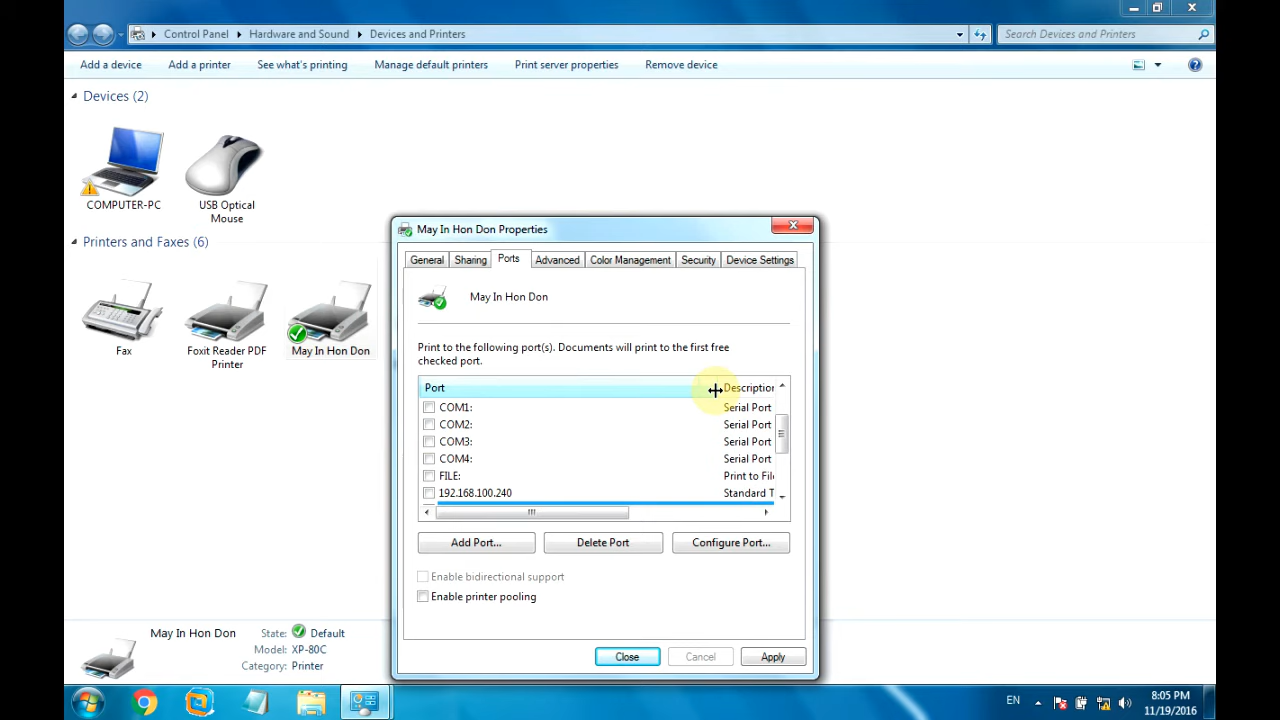 Control Panel
Hardware and Sound
Devices and Printers
Search Devices and Printers
Add a device
Add a printer
See what's printing
Manage default printers
Print server properties
Remove device
Devices (2)
COMPUTER-PC
USB Optical
Mouse
Printers and Faxes (6)
Fax
Foxit Reader PDF
Printer
May In Hon Don
May In Hon Don Properties
General
Sharing
Ports
Advanced
Color Management
Security
Device Settings
May In Hon Don
Print to the following port(s). Documents will print to the first free
checked port.
Port
Description
COM1:
Serial Port
COM2:
Serial Port
COM3:
Serial Port
COM4:
Serial Port
FILE:
Print to Fil
192.168.100.240
Standard T
Add Port...
Delete Port
Configure Port...
Enable bidirectional support
Enable printer pooling
Close
Cancel
Apply
May In Hon Don
State:
Default
Model:
XP-80C
Category:
Printer
EN
8:05 PM
11/19/2016